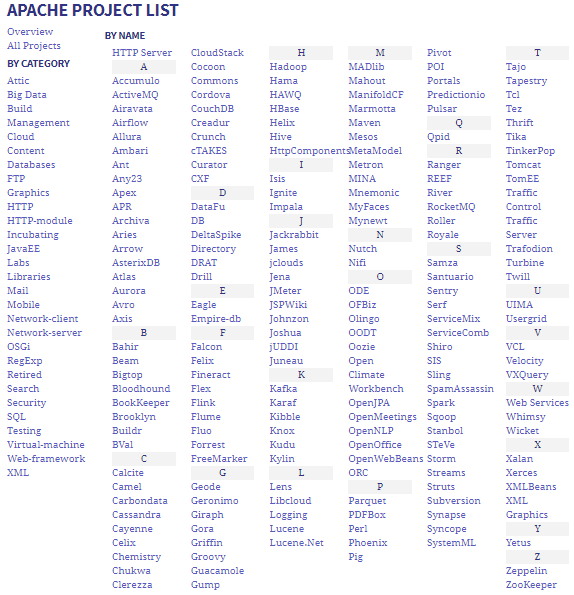 APACHE PROJECT LIST
Overview
All Projects
BY CATEGORY
Attic
Big Data
Build
Management
Cloud
Content
Databases
FTP
Graphics
HTTP
HTTP-module
Incubating
JavaEE
Labs
Libraries
Mail
Mobile
Network-client
Network-server
OSGi
RegExp
Retired
Search
Security
SQL
Testing
Virtual-machine
Web-framework
XML
BY NAME
HTTP Server
A
Accumulo
ActiveMQ
Airavata
Airflow
Allura
Ambari
Ant
Any23
Apex
APR
Archiva
Aries
Arrow
AsterixDB
Atlas
Aurora
Avro
Axis
B
Bahir
Beam
Bigtop
Bloodhound
BookKeeper
Brooklyn
Buildr
BVal
C
Calcite
Camel
Carbondata
Cassandra
Cayenne
Celix
Chemistry
Chukwa
Clerezza
CloudStack
Cocoon
Commons
Cordova
CouchDB
Creadur
Crunch
cTAKES
Curator
CXF
D
DataFu
DB
DeltaSpike
Directory
DRAT
Drill
E
Eagle
Empire-db
F
Falcon
Felix
Fineract
Flex
Flink
Flume
Fluo
Forrest
FreeMarker
G
Geode
Geronimo
Giraph
Gora
Griffin
Groovy
Guacamole
Gump
H
Hadoop
Hama
HAWQ
HBase
Helix
Hive
HttpComponents
I
Isis
Ignite
Impala
J
Jackrabbit
James
jclouds
Jena
JMeter
JSPWiki
Johnzon
Joshua
jUDDI
Juneau
K
Kafka
Karaf
Kibble
Knox
Kudu
Kylin
L
Lens
Libcloud
Logging
Lucene
Lucene.Net
M
MADlib
Mahout
ManifoldCF
Marmotta
Maven
Mesos
MetaModel
Metron
MINA
Mnemonic
MyFaces
Mynewt
N
Nutch
Nifi
O
ODE
OFBiz
Olingo
OODT
Oozie
Open
Climate
Workbench
OpenJPA
OpenMeetings
OpenNLP
OpenOffice
OpenWebBeans
ORC
P
Parquet
PDFBox
Perl
Phoenix
Pig
Pivot
POI
Portals
Predictionio
Pulsar
Q
Qpid
R
Ranger
REEF
River
RocketMQ
Roller
Royale
S
Samza
Santuario
Sentry
Serf
ServiceMix
ServiceComb
Shiro
SIS
Sling
SpamAssassin
Spark
Sqoop
Stanbol
STeVe
Storm
Streams
Struts
Subversion
Synapse
Syncope
SystemML
T
Tajo
Tapestry
Tcl
Tez
Thrift
Tika
TinkerPop
Tomcat
TomEE
Traffic
Control
Traffic
Server
Trafodion
Turbine
Twill
U
UIMA
Usergrid
V
VCL
Velocity
VXQuery
W
Web Services
Whimsy
Wicket
X
Xalan
Xerces
XMLBeans
XML
Graphics
Y
Yetus
Z
Zeppelin
ZooKeeper